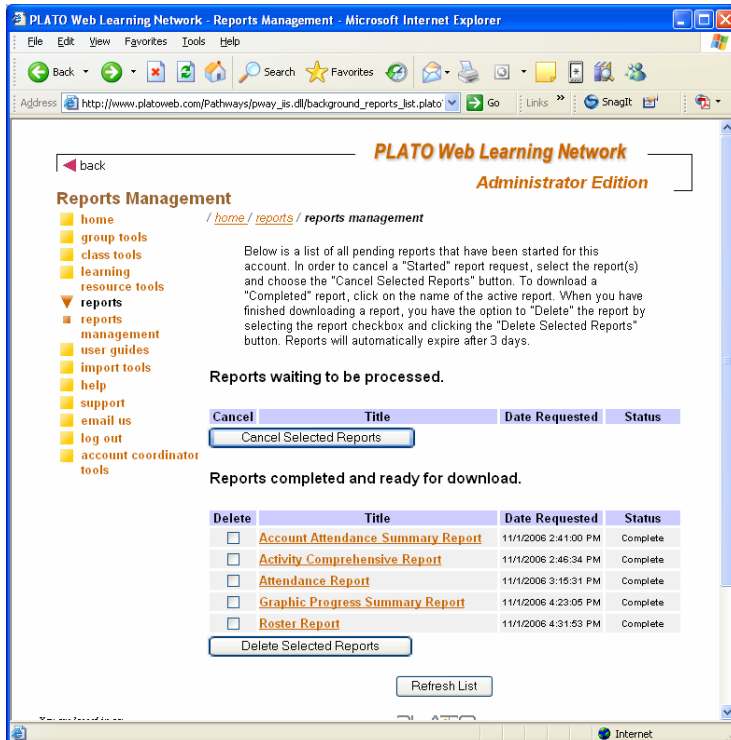 PLATO Web Learning Network - Reports Management - Microsoft Internet Explorer
File Edit View Favorites Tools Help
Back Search Favorites
Address http://www.platoweb.com/Pathways/pway_iis.dll/background_reports_list.plato Go Links » SnagIt
back
PLATO Web Learning Network
Administrator Edition
Reports Management
/ home / reports / reports management
home
group tools
class tools
learning
resource tools
reports
reports
management
user guides
import tools
help
support
email us
log out
account coordinator
tools
Below is a list of all pending reports that have been started for this
account. In order to cancel a "Started" report request, select the report(s)
and choose the "Cancel Selected Reports" button. To download a
"Completed" report, click on the name of the active report. When you have
finished downloading a report, you have the option to "Delete" the report by
selecting the report checkbox and clicking the "Delete Selected Reports"
button. Reports will automatically expire after 3 days.
Reports waiting to be processed.
Cancel Title Date Requested Status
Cancel Selected Reports
Reports completed and ready for download.
Delete Title Date Requested Status
Account Attendance Summary Report 11/1/2006 2:41:00 PM Complete
Activity Comprehensive Report 11/1/2006 2:46:34 PM Complete
Attendance Report 11/1/2006 3:15:31 PM Complete
Graphic Progress Summary Report 11/1/2006 4:23:05 PM Complete
Roster Report 11/1/2006 4:31:53 PM Complete
Delete Selected Reports
Refresh List
Internet